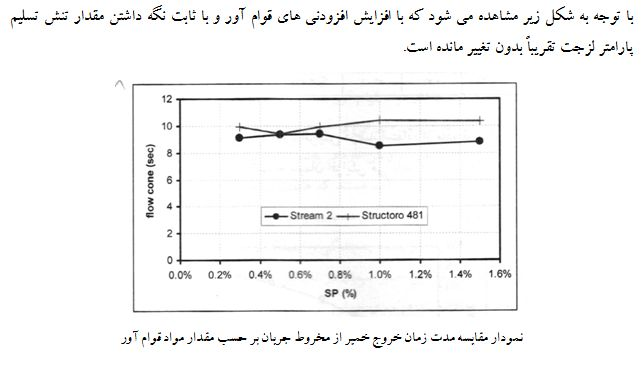 با توجه به شکل زیر مشاهده می شود که با افزایش افزودنی های قوام آور و با ثابت نگه داشتن مقدار تنش تسلیم
پارامتر لزجت تقریباً بدون تغییر مانده است.
12
10
8
6
4
2
0
flow cone (sec)
Stream 2
Structoro 481
0.0% 0.2% 0.4% 0.6% 0.8% 1.0% 1.2% 1.4% 1.6%
SP (%)
نمودار مقایسه مدت زمان خروج خمیر از مخروط جریان بر حسب مقدار مواد قوام آور